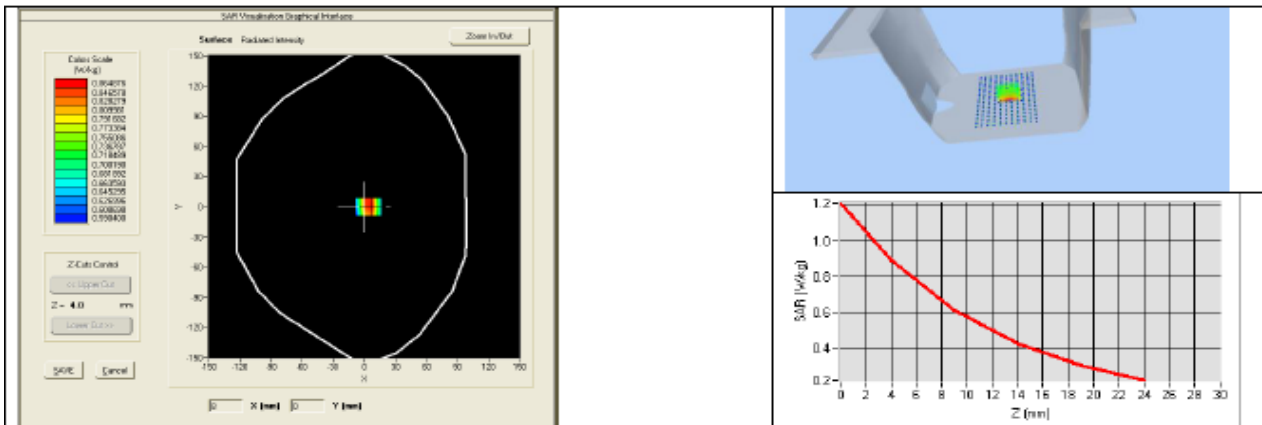 SAR Visualisation Graphical Interface
Surface Radiated Intensity
Zoom In/Out
Colors Scale
(W/kg)
0.864876
0.846578
0.828279
0.809981
0.791682
0.773384
0.755086
0.736787
0.718489
0.700190
0.681892
0.663593
0.645295
0.626996
0.608698
0.590400
Z-Cuts Control
<< Upper Cut
Z = 4.0 mm
Lower Cut >>
SAVE Cancel
150
120
90
60
30
0
-30
-60
-90
-120
-150
Y
-150 -120 -90 -60 -30 0 30 60 90 120 150
X
0 X (mm) 0 Y (mm)
1.2
1.0
0.8
0.6
0.4
0.2
SAR (W/kg)
0 2 4 6 8 10 12 14 16 18 20 22 24 26 28 30
Z (mm)